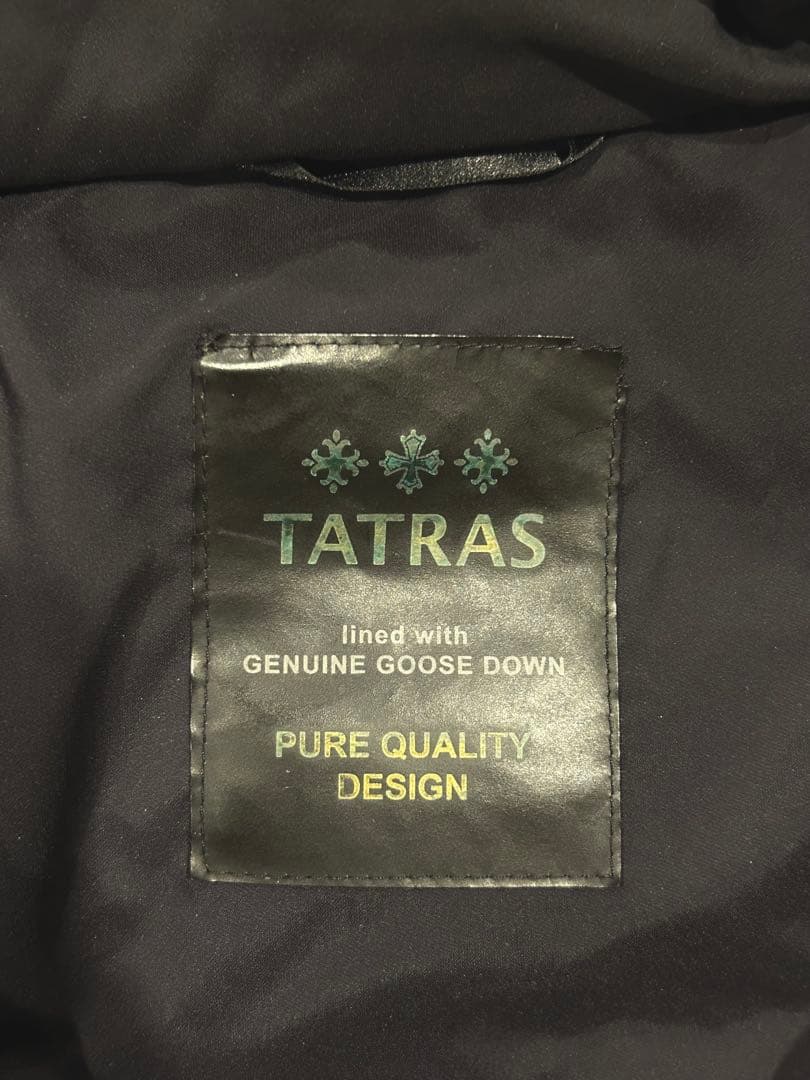 TATRAS
lined with
GENUINE GOOSE DOWN
PURE QUALITY
DESIGN